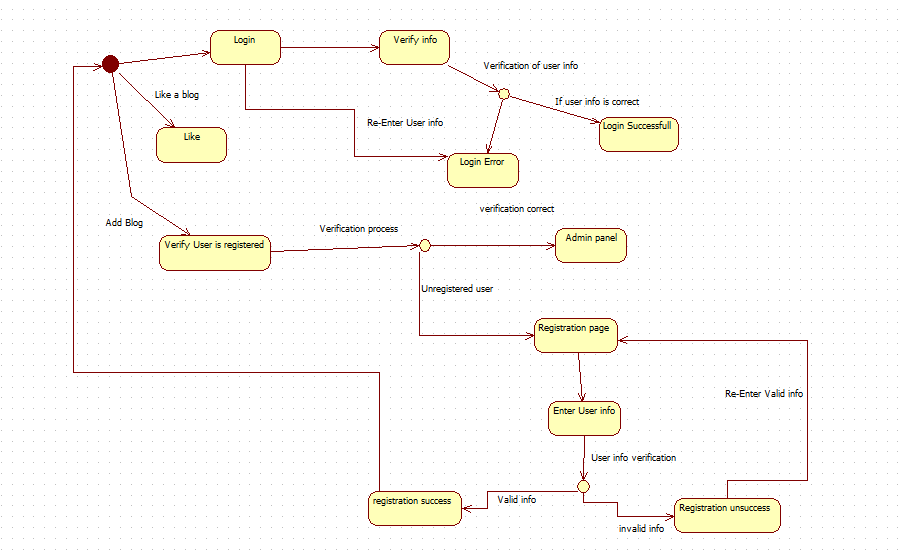 Login
Verify info
Verification of user info
Like a blog
If user info is correct
Re-Enter User info
Login Successfull
Like
Login Error
verification correct
Add Blog
Verification process
Verify User is registered
Admin panel
Unregistered user
Registration page
Re-Enter Valid info
Enter User info
User info verification
registration success
Valid info
Registration unsuccess
invalid info